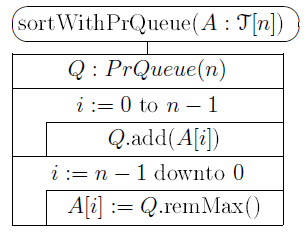 sortWithPrQueue(A : 𝒯[n])
Q : PrQueue(n)
i := 0 to n − 1
Q.add(A[i])
i := n − 1 downto 0
A[i] := Q.remMax()